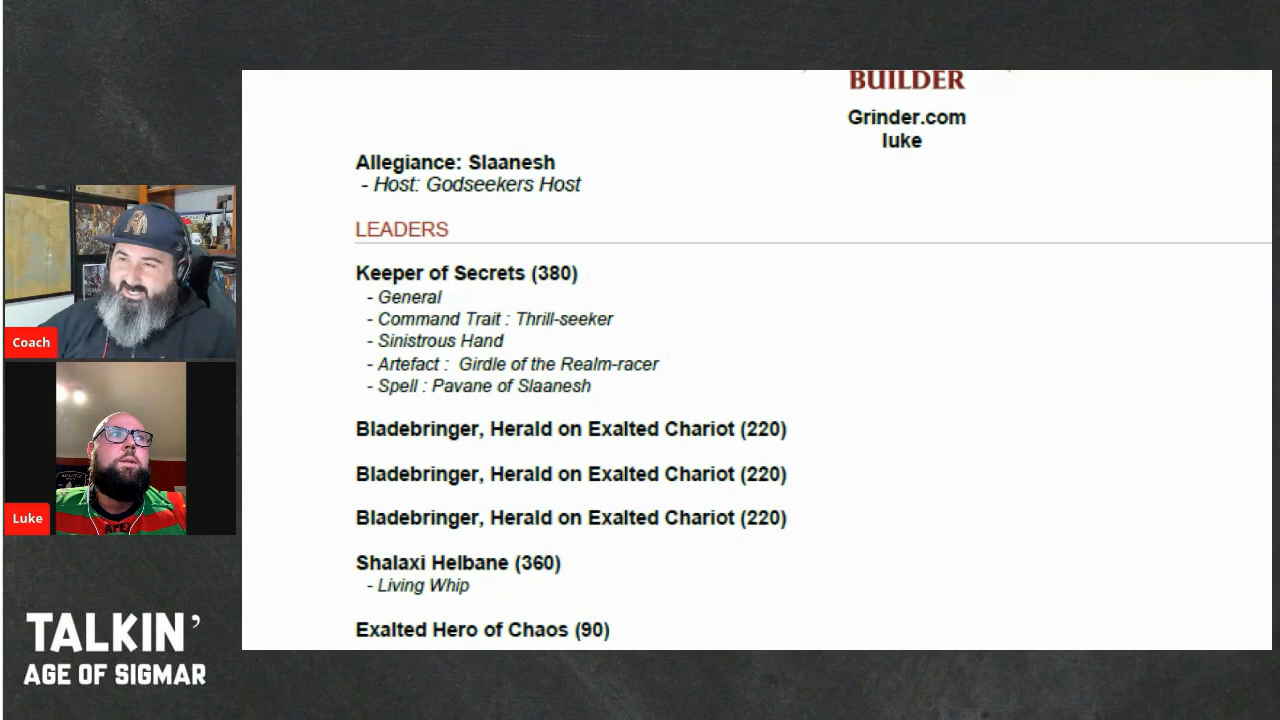 BUILDER
Grinder.com
luke
Allegiance: Slaanesh
- Host: Godseekers Host
LEADERS
Keeper of Secrets (380)
- General
- Command Trait : Thrill-seeker
- Sinistrous Hand
- Artefact : Girdle of the Realm-racer
- Spell : Pavane of Slaanesh
Bladebringer, Herald on Exalted Chariot (220)
Bladebringer, Herald on Exalted Chariot (220)
Bladebringer, Herald on Exalted Chariot (220)
Shalaxi Helbane (360)
- Living Whip
Exalted Hero of Chaos (90)
Coach
Luke
TALKIN’
AGE OF SIGMAR